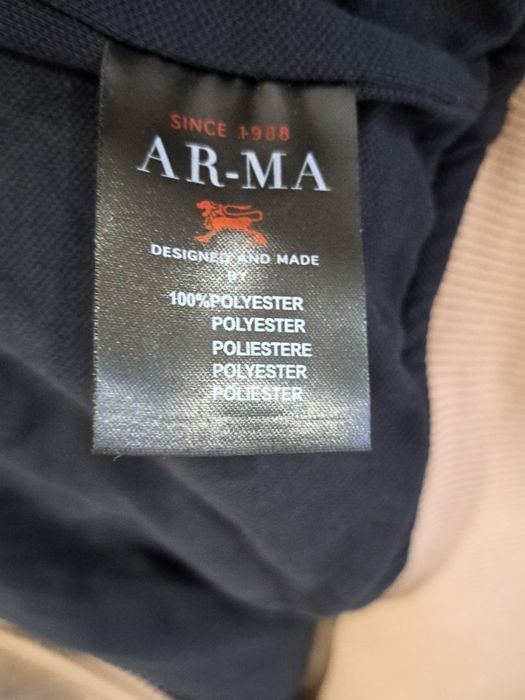 SINCE 1988
AR-MA
DESIGNED AND MADE
BY
100%POLYESTER
POLYESTER
POLIESTERE
POLYESTER
POLIESTER